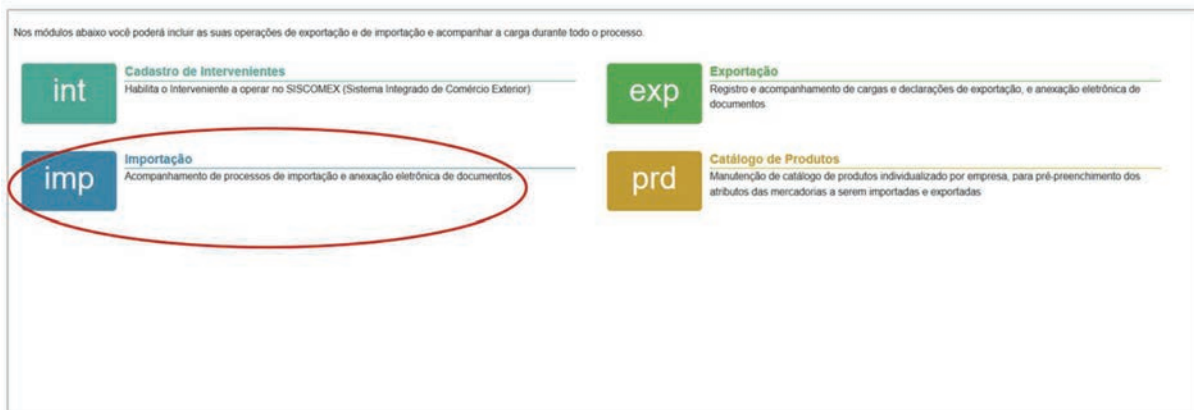 Nos módulos abaixo você poderá incluir as suas operações de exportação e de importação e acompanhar a carga durante todo o processo.
int
Cadastro de Intervenientes
Habilita o Interveniente a operar no SISCOMEX (Sistema Integrado de Comércio Exterior)
exp
Exportação
Registro e acompanhamento de cargas e declarações de exportação, e anexação eletrônica de
documentos
imp
Importação
Acompanhamento de processos de importação e anexação eletrônica de documentos
prd
Catálogo de Produtos
Manutenção de catálogo de produtos individualizado por empresa, para pré-preenchimento dos
atributos das mercadorias a serem importadas e exportadas